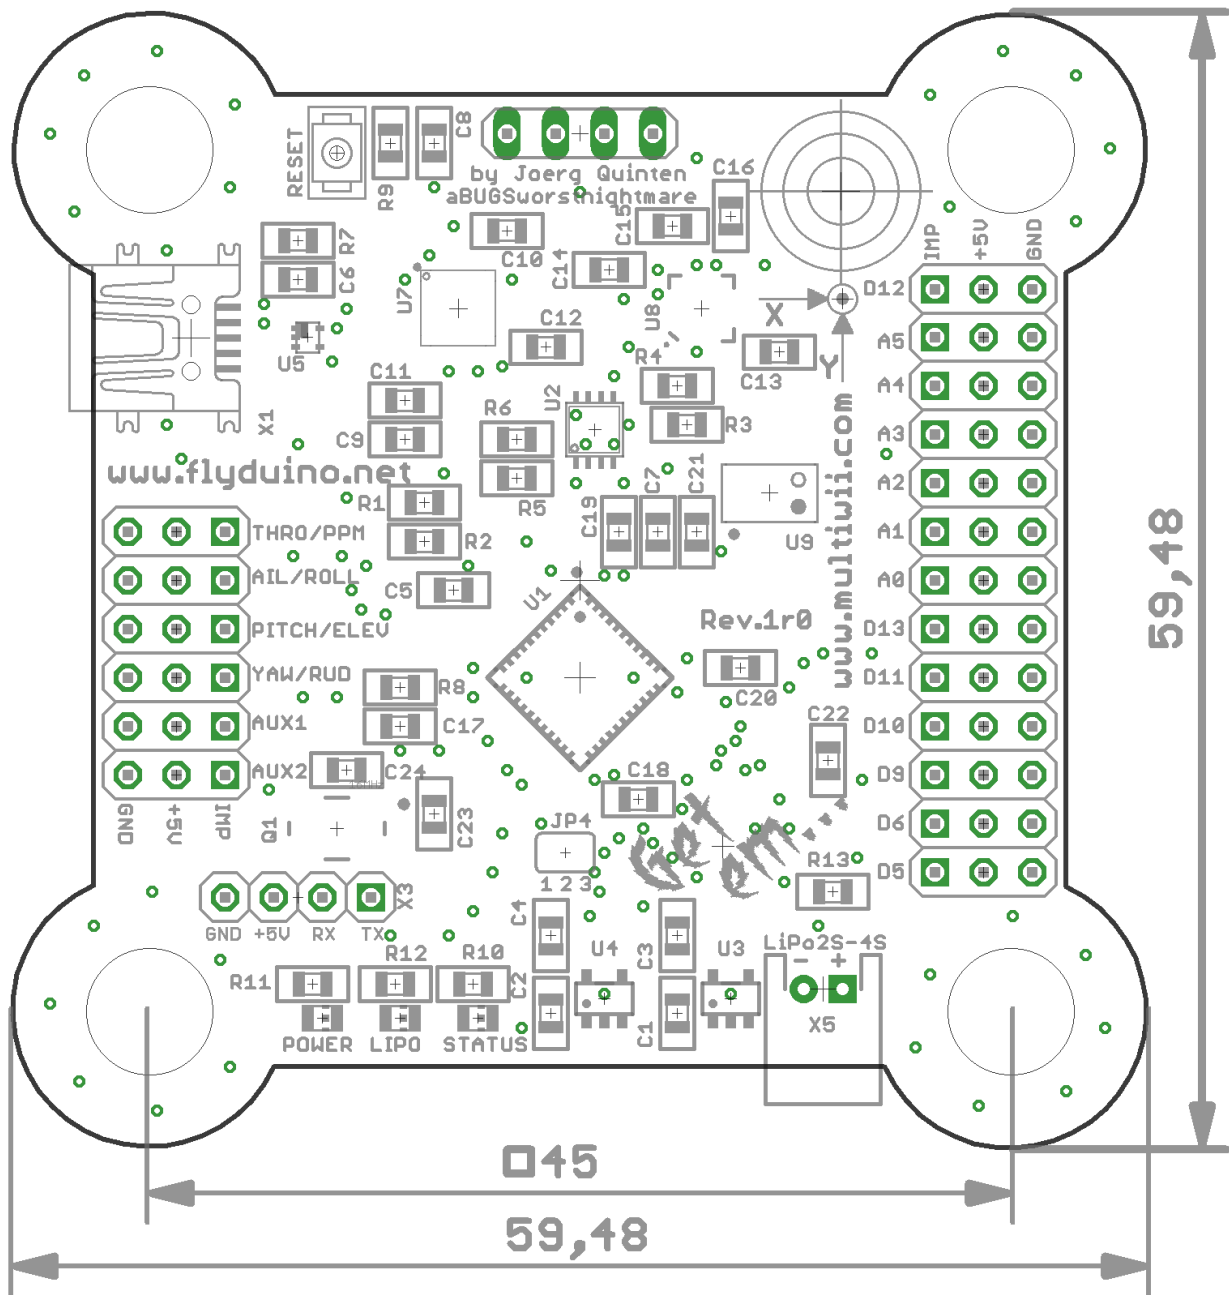 RESET
R9
C8
by Joerg Quinten
aBUGSworstnightmare
C16
C15
R7
C6
C10
C14
IMP
+5V
GND
U7
U8
X
Y
D12
U5
C12
R4
C13
A5
X1
C11
U2
A4
C9
R6
R3
A3
www.flyduino.net
R5
R1
R2
C19
C7
C21
U9
www.multiwii.com
A2
A1
THRO/PPM
AIL/ROLL
PITCH/ELEV
YAW/RUD
AUX1
AUX2
GND
+5V
IMP
C5
U1
Rev.1r0
A0
D13
D11
D10
D9
D6
D5
R8
C17
C24
C20
C22
C18
Q1
C23
JP4
1 2 3
Get 'em...
R13
X3
GND +5V RX TX
R11
R12
R10
C4
C2
U4
C3
C1
U3
LiPo2S-4S
- +
X5
POWER LIPO STATUS
59,48
45
59,48